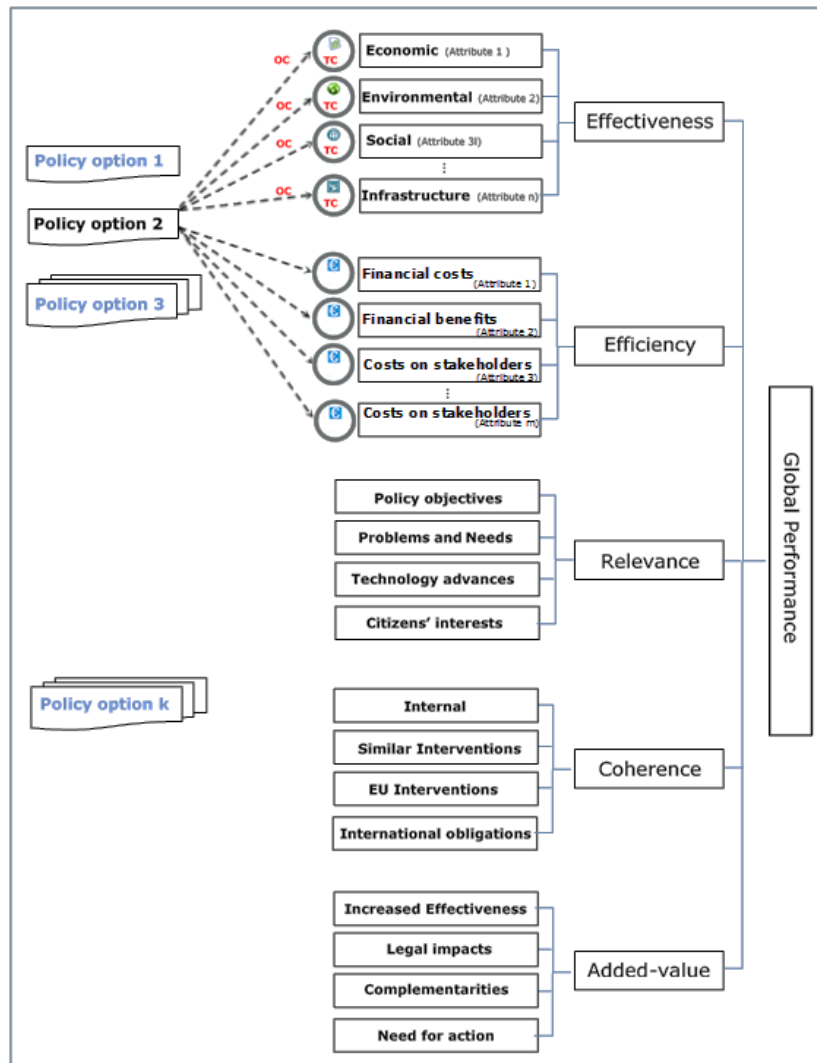 OC
TC
Economic (Attribute 1 )
OC
TC
Environmental (Attribute 2)
Effectiveness
OC
TC
Social (Attribute 3l)
⋮
Policy option 1
OC
TC
Infrastructure (Attribute n)
Policy option 2
Policy option 3
€
Financial costs
(Attribute 1)
€
Financial benefits
(Attribute 2)
Efficiency
€
Costs on stakeholders
(Attribute 3)
⋮
€
Costs on stakeholders
(Attribute m)
Global Performance
Policy objectives
Problems and Needs
Relevance
Technology advances
Citizens’ interests
Policy option k
Internal
Similar Interventions
Coherence
EU Interventions
International obligations
Increased Effectiveness
Legal impacts
Added-value
Complementarities
Need for action